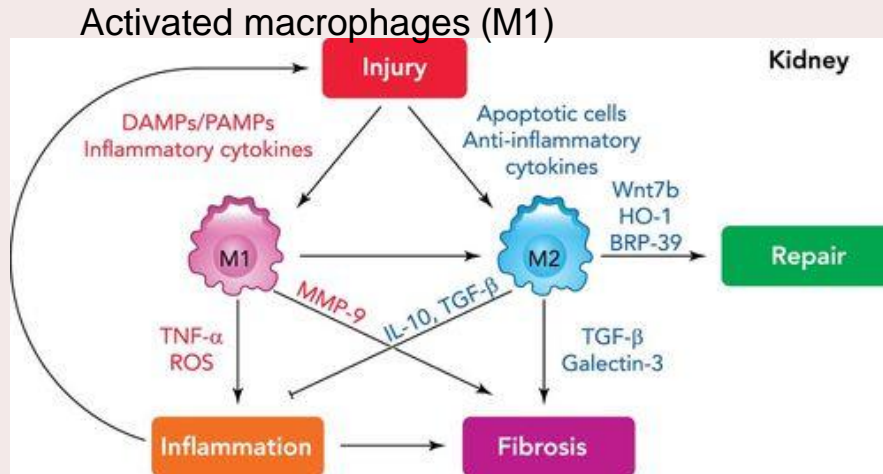 Activated macrophages (M1)
Injury
Kidney
DAMPs/PAMPs
Inflammatory cytokines
Apoptotic cells
Anti-inflammatory
cytokines
Wnt7b
HO-1
BRP-39
M1
M2
Repair
MMP-9
IL-10, TGF-β
TNF-α
ROS
TGF-β
Galectin-3
Inflammation
Fibrosis